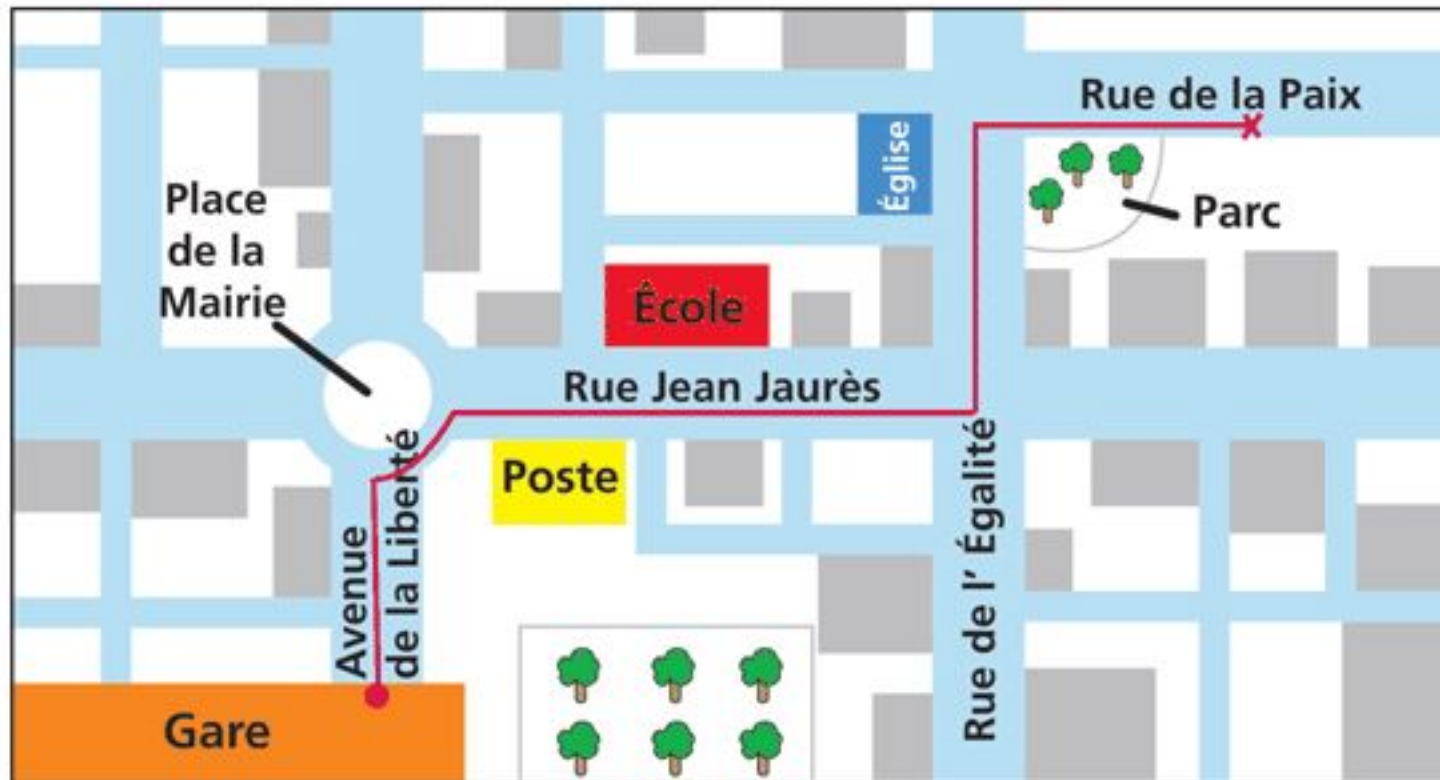 Rue de la Paix
Église
Place
de la
Mairie
Parc
École
Rue Jean Jaurès
Poste
Avenue
de la Liberté
Rue de l' Égalité
Gare